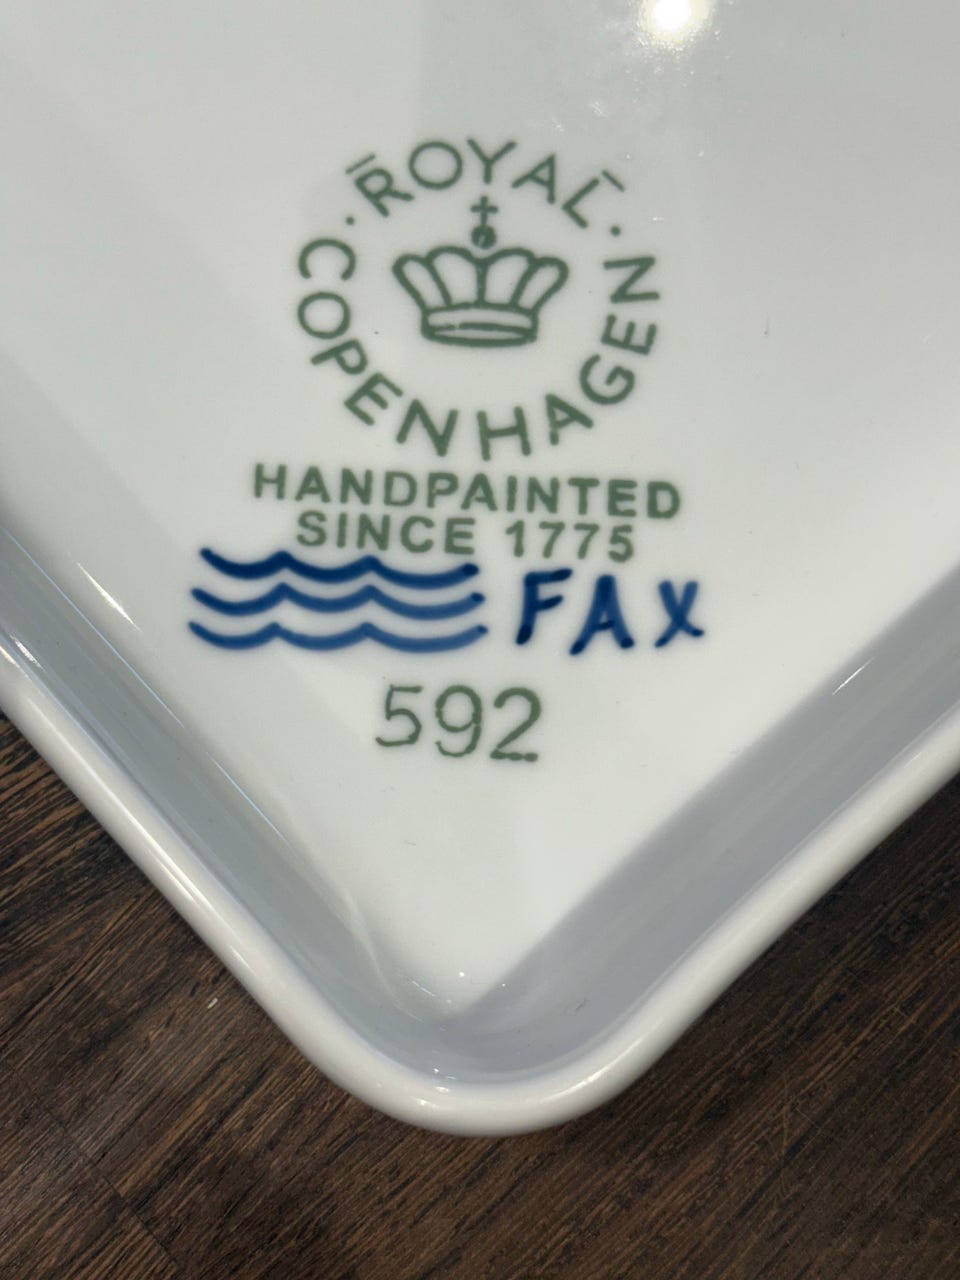 ROYAL
COPENHAGEN
HANDPAINTED
SINCE 1775
FAX
592